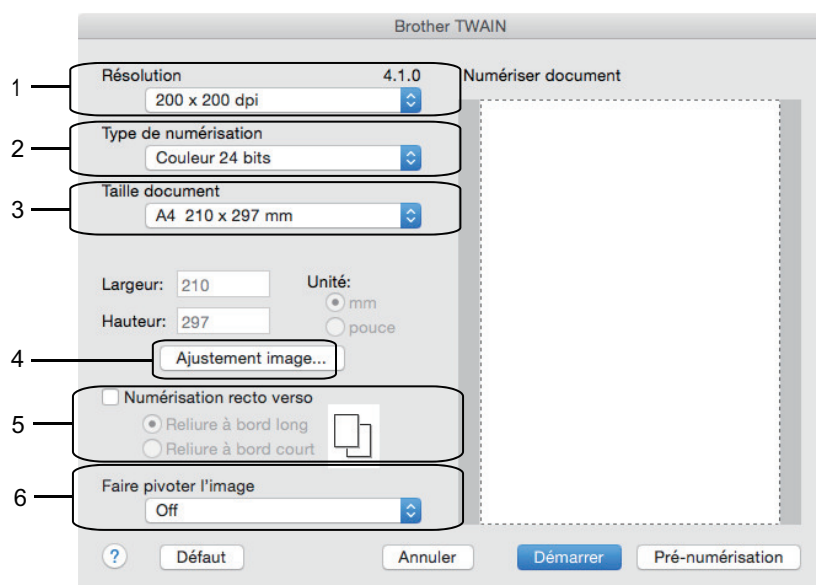 Brother TWAIN
1
Résolution 4.1.0
200 x 200 dpi
2
Type de numérisation
Couleur 24 bits
3
Taille document
A4 210 x 297 mm
Largeur: 210
Hauteur: 297
Unité:
mm
pouce
4
Ajustement image...
5
Numérisation recto verso
Reliure à bord long
Reliure à bord court
6
Faire pivoter l'image
Off
Numériser document
?
Défaut
Annuler
Démarrer
Pré-numérisation